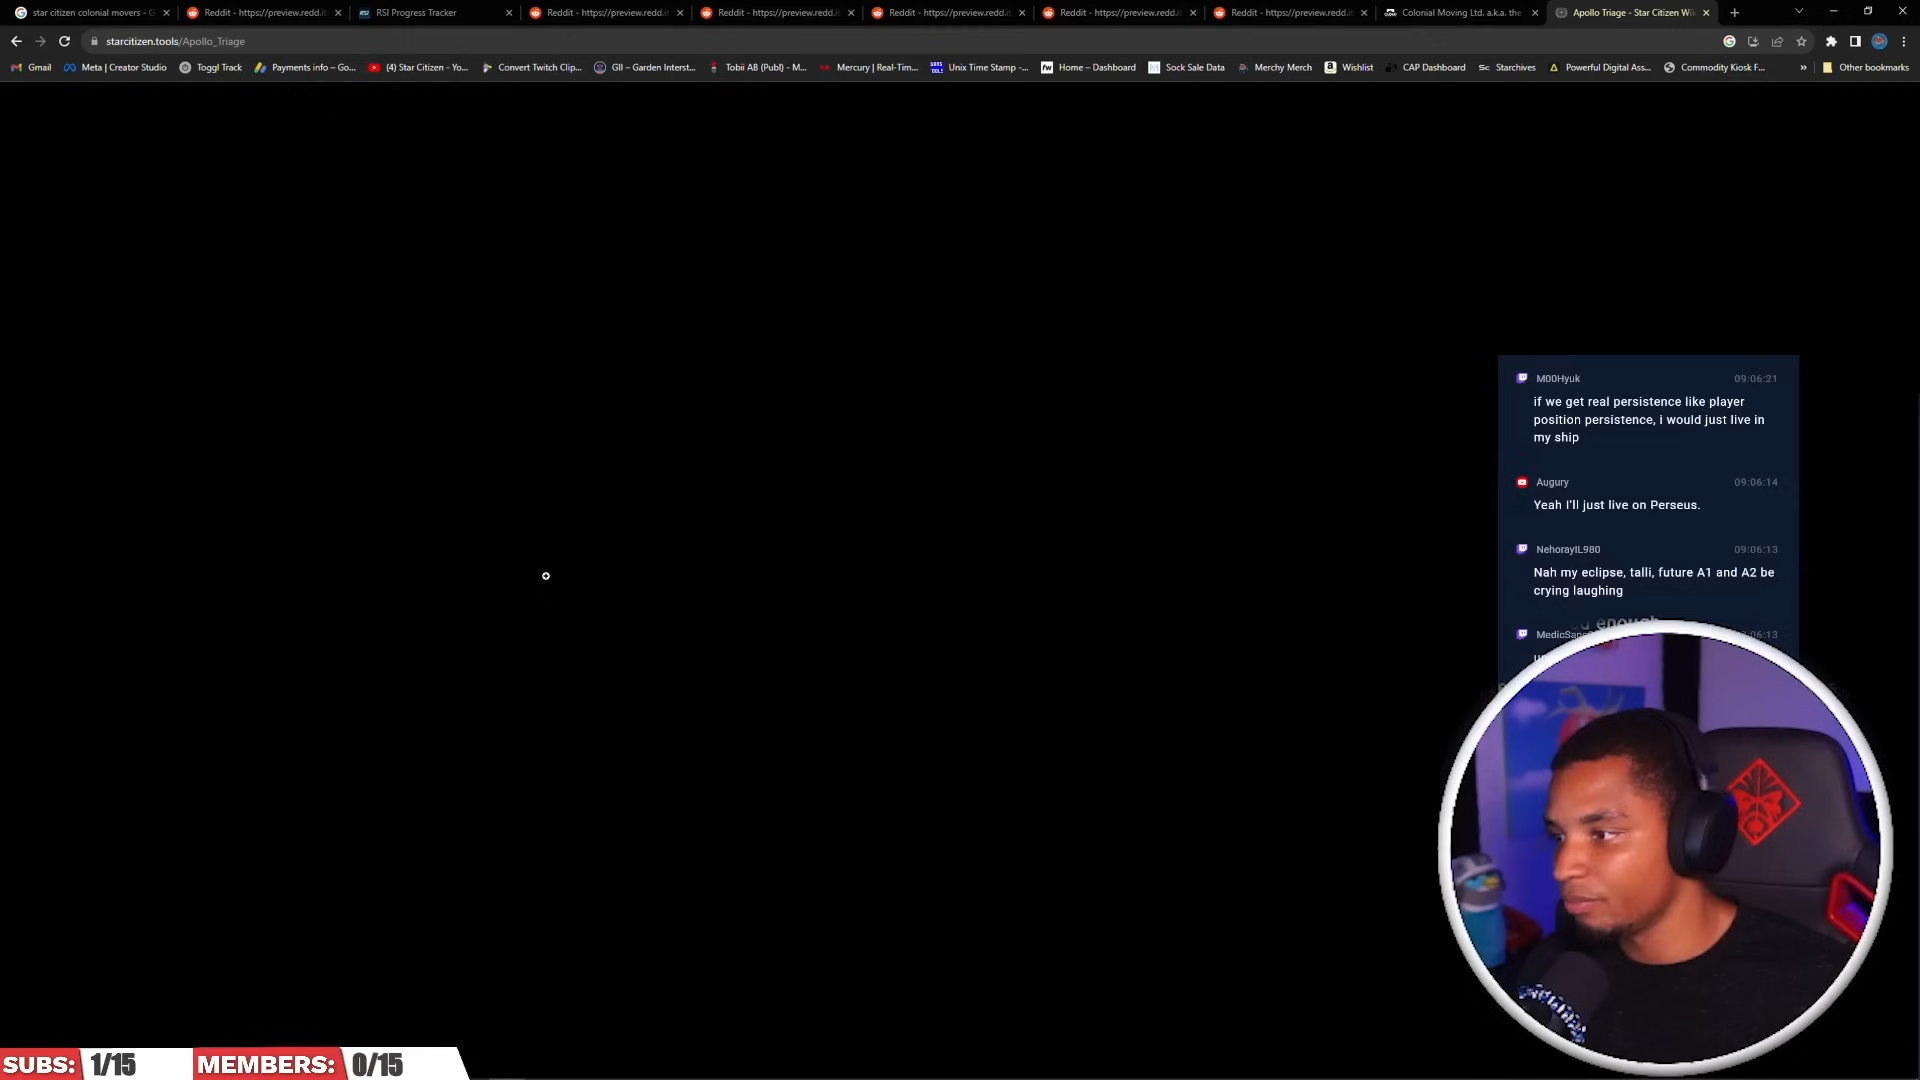 star citizen colonial movers - G
Reddit - https://preview.redd.it
RSI Progress Tracker
Reddit - https://preview.redd.it
Reddit - https://preview.redd.it
Reddit - https://preview.redd.it
Reddit - https://preview.redd.it
Reddit - https://preview.redd.it
Colonial Moving Ltd. a.k.a. the
Apollo Triage - Star Citizen Wi
starcitizen.tools/Apollo_Triage
Gmail
Meta | Creator Studio
Toggl Track
Payments info – Go...
(4) Star Citizen - Yo...
Convert Twitch Clip...
GII – Garden Interst...
Tobii AB (Publ) - M...
Mercury | Real-Tim...
Unix Time Stamp -...
Home – Dashboard
Sock Sale Data
Merchy Merch
Wishlist
CAP Dashboard
Starchives
Powerful Digital Ass...
Commodity Kiosk F...
Other bookmarks
M00Hyuk 09:06:21
if we get real persistence like player
position persistence, i would just live in
my ship
Augury 09:06:14
Yeah I'll just live on Perseus.
NehorayIL980 09:06:13
Nah my eclipse, talli, future A1 and A2 be
crying laughing
enough
SUBS: 1/15
MEMBERS: 0/15